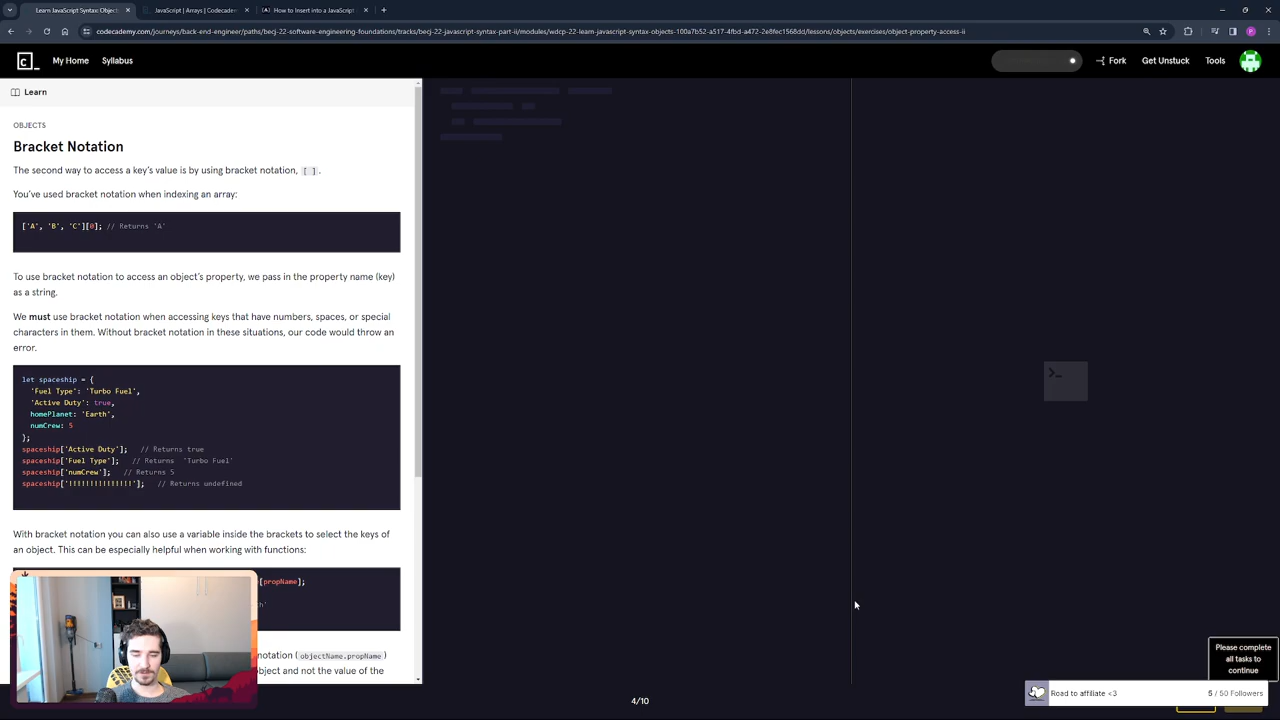 Learn JavaScript Syntax: Object
JavaScript | Arrays | Codecadem
How to Insert into a JavaScript
codecademy.com/journeys/back-end-engineer/paths/becj-22-software-engineering-foundations/tracks/becj-22-javascript-syntax-part-ii/modules/wdcp-22-learn-javascript-syntax-objects-100a7b52-a517-4fbd-a472-2e8fec1568dd/lessons/objects/exercises/object-property-access-ii
My Home
Syllabus
Fork
Get Unstuck
Tools
Learn
OBJECTS
Bracket Notation
The second way to access a key's value is by using bracket notation, [ ].
You've used bracket notation when indexing an array:
['A', 'B', 'C'][0]; // Returns 'A'
To use bracket notation to access an object's property, we pass in the property name (key)
as a string.
We must use bracket notation when accessing keys that have numbers, spaces, or special
characters in them. Without bracket notation in these situations, our code would throw an
error.
let spaceship = {
'Fuel Type': 'Turbo Fuel',
'Active Duty': true,
homePlanet: 'Earth',
numCrew: 5
};
spaceship['Active Duty']; // Returns true
spaceship['Fuel Type']; // Returns 'Turbo Fuel'
spaceship['numCrew']; // Returns 5
spaceship['!!!!!!!!!!!!!!!']; // Returns undefined
With bracket notation you can also use a variable inside the brackets to select the keys of
an object. This can be especially helpful when working with functions:
[propName];
notation (objectName.propName)
object and not the value of the
4/10
Please complete
all tasks to
continue
Road to affiliate <3
5 / 50 Followers